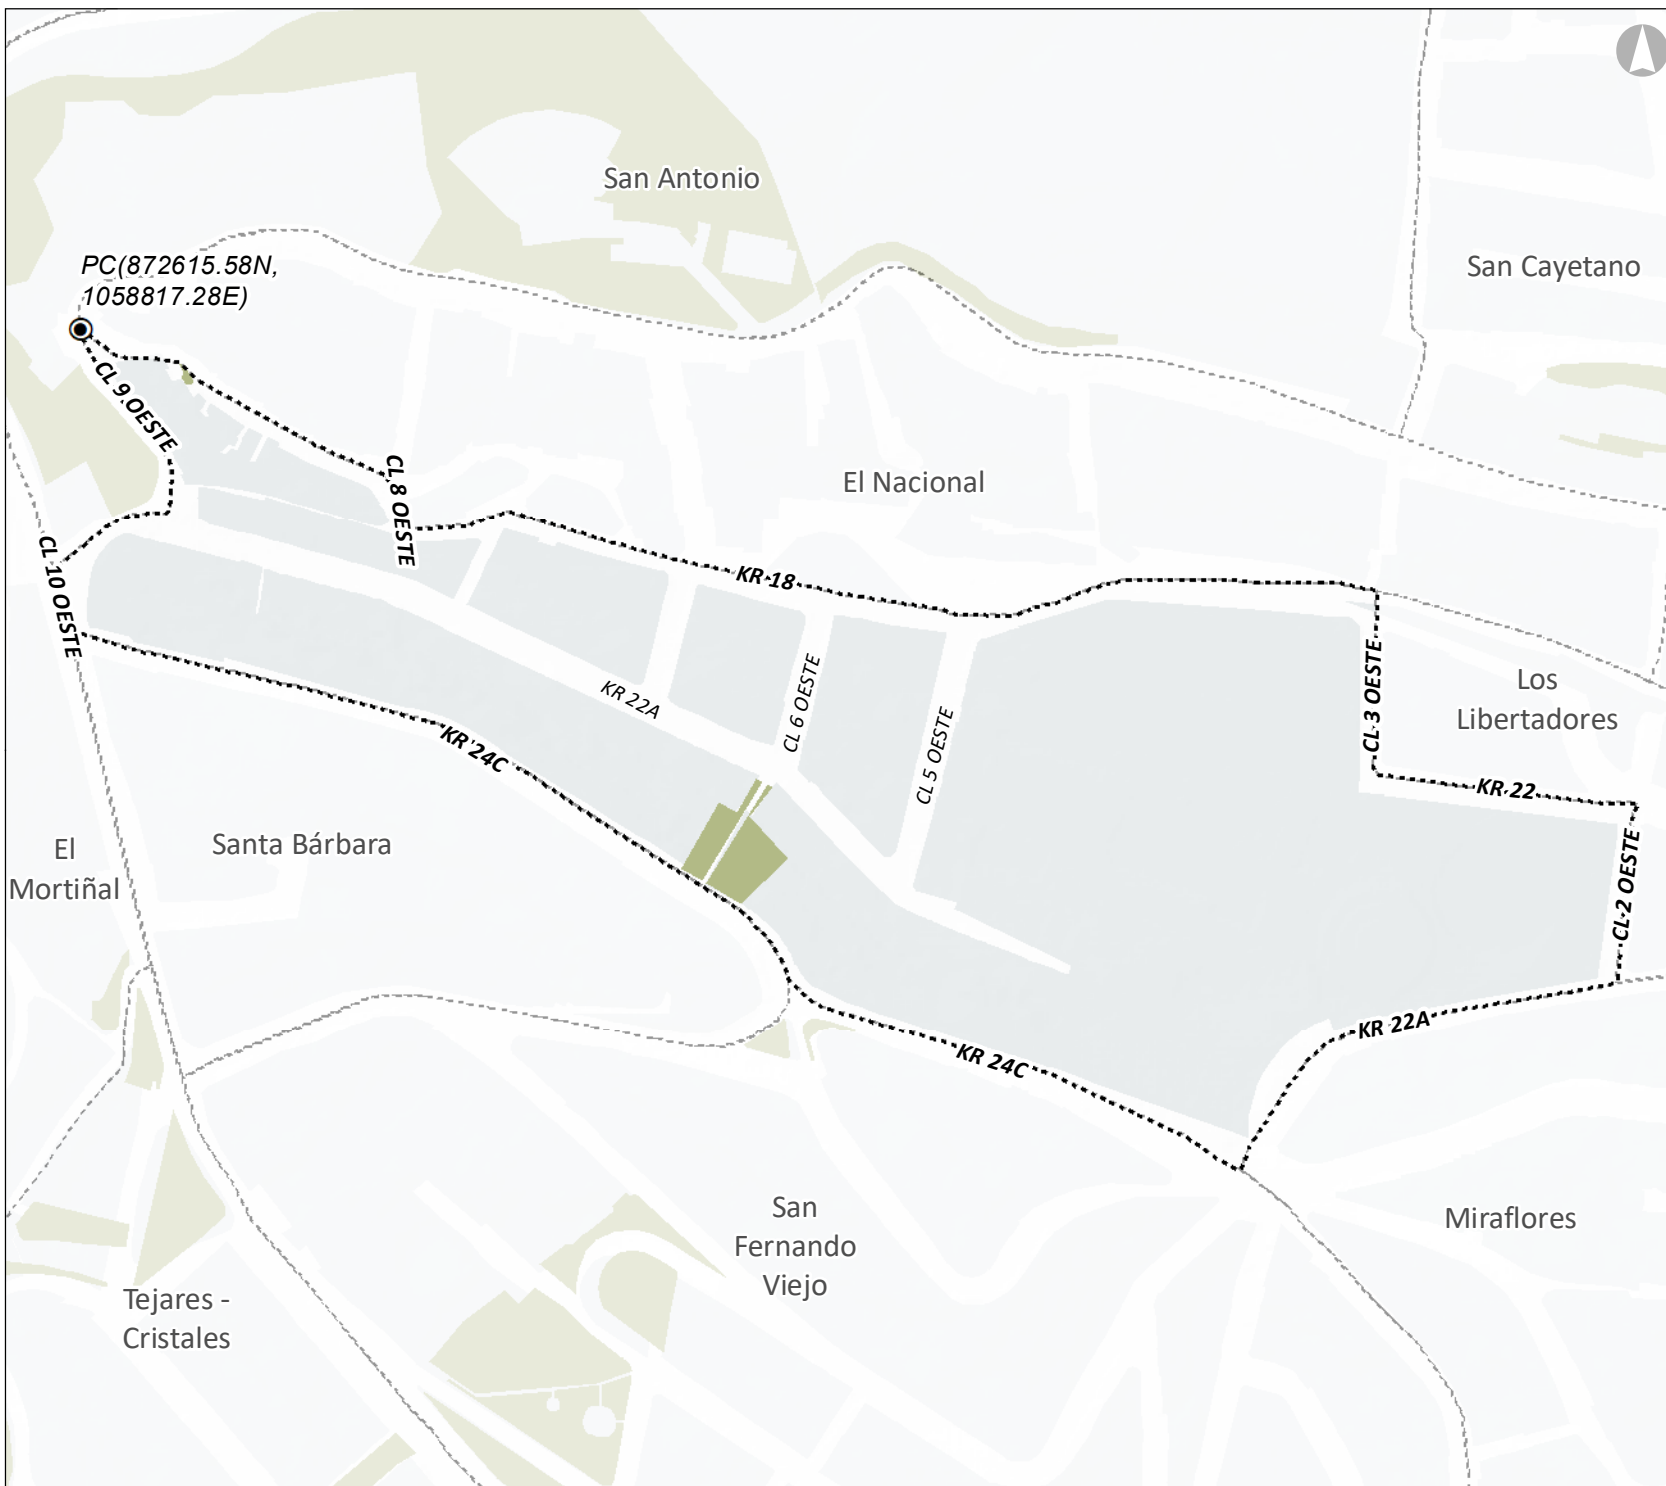 San Antonio
San Cayetano
PC(872615.58N,
1058817.28E)
CL 9 OESTE
CL 8 OESTE
El Nacional
CL 10 OESTE
KR 18
CL 3 OESTE
Los
Libertadores
KR 22A
CL 6 OESTE
CL 5 OESTE
KR 24C
KR 22
El
Mortiñal
Santa Bárbara
CL 2 OESTE
KR 22A
KR 24C
San
Fernando
Viejo
Miraflores
Tejares -
Cristales